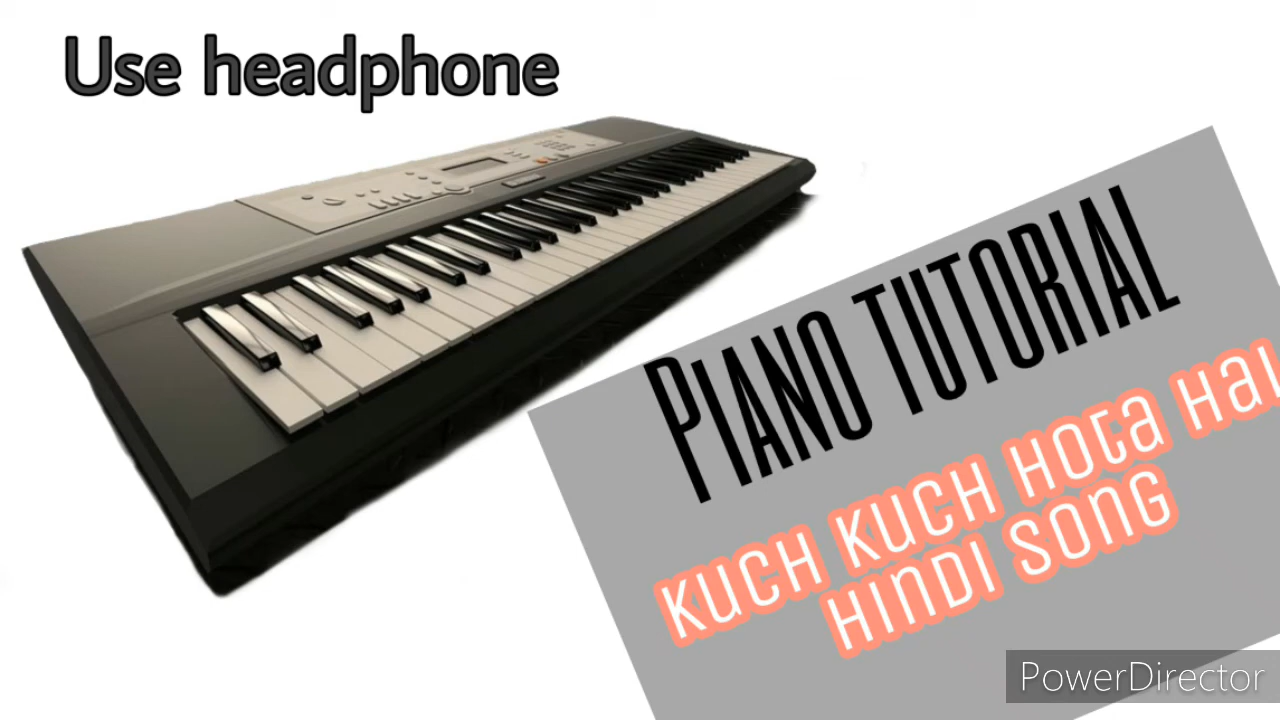 Use headphone
PIANO TUTORIAL
KUCH KUCH HOTA HAI
HINDI SONG
PowerDirector